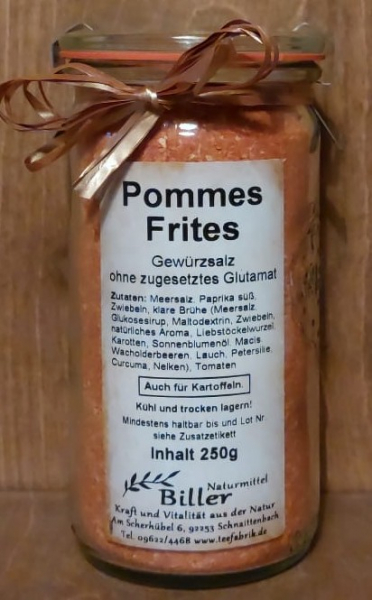 Pommes
Frites
Gewürzsalz
ohne zugesetztes Glutamat
Zutaten: Meersalz, Paprika süß,
Zwiebeln, klare Brühe (Meersalz,
Glukosesirup, Maltodextrin, Zwiebeln,
natürliches Aroma, Liebstöckelwurzel,
Karotten, Sonnenblumenöl, Macis,
Wacholderbeeren, Lauch, Petersilie,
Curcuma, Nelken), Tomaten
Auch für Kartoffeln.
Kühl und trocken lagern!
Mindestens haltbar bis und Lot Nr.
siehe Zusatzetikett
Inhalt 250g
Naturmittel
Biller
Kraft und Vitalität aus der Natur
Am Scherhübel 6, 92253 Schnaittenbach
Tel. 09622/4468 www.teefabrik.de